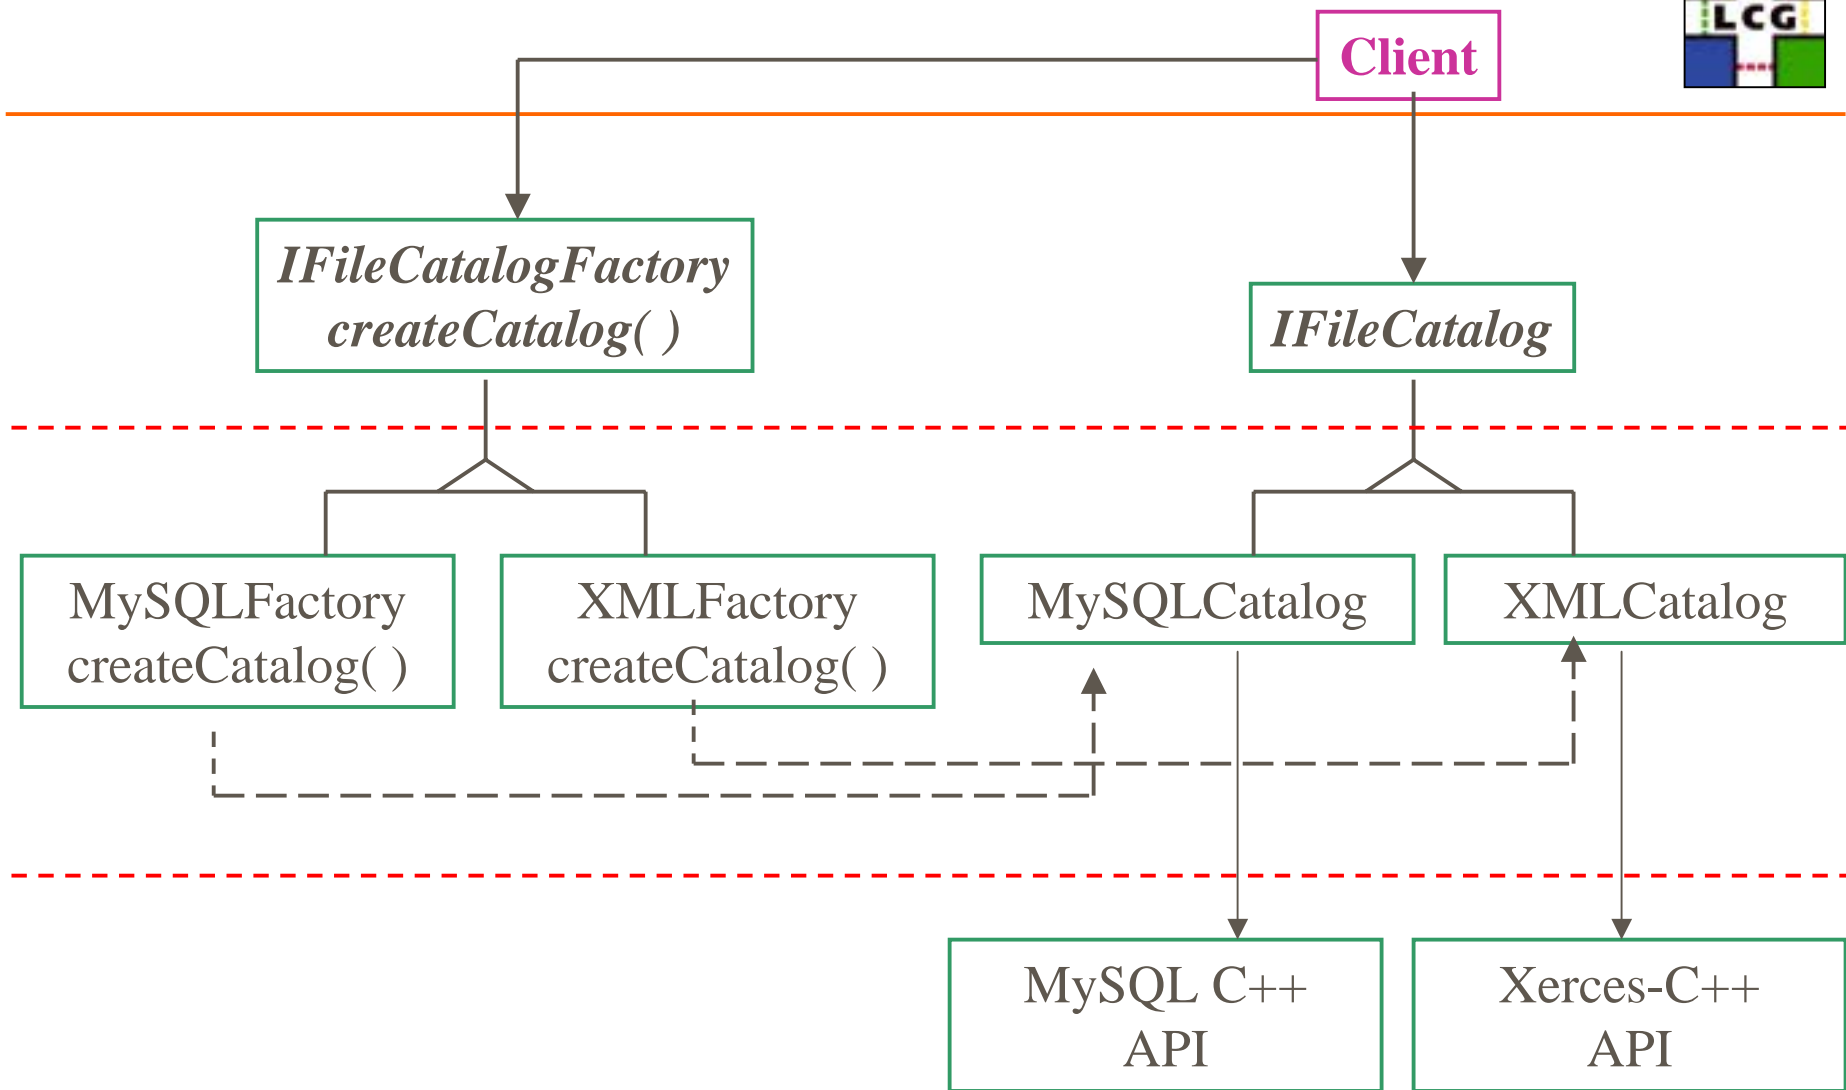 LCG
Client
IFileCatalogFactory
createCatalog( )
IFileCatalog
MySQLFactory
createCatalog( )
XMLFactory
createCatalog( )
MySQLCatalog
XMLCatalog
MySQL C++
API
Xerces-C++
API